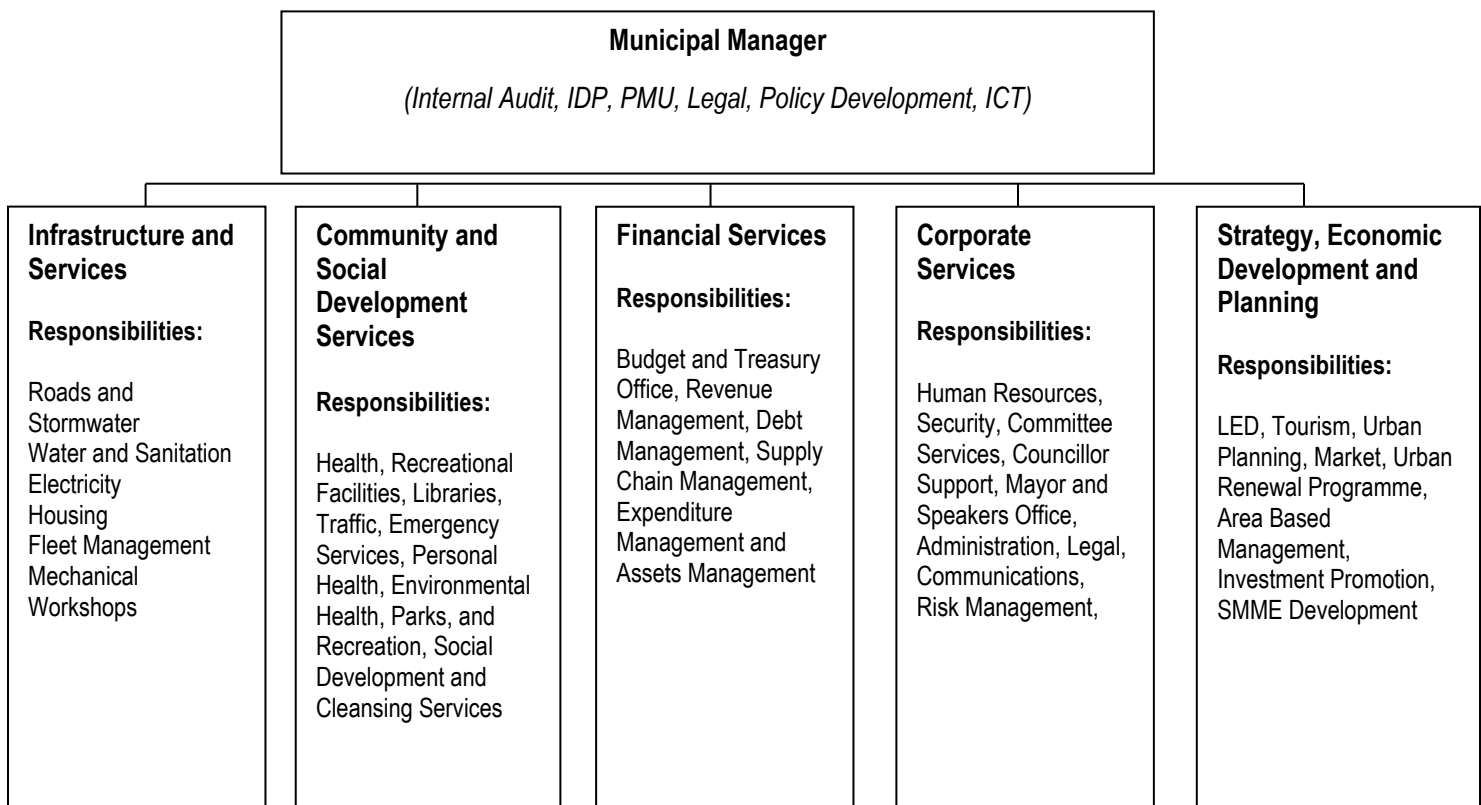 Municipal Manager
(Internal Audit, IDP, PMU, Legal, Policy Development, ICT)
Infrastructure and
Services
Responsibilities:
Roads and
Stormwater
Water and Sanitation
Electricity
Housing
Fleet Management
Mechanical
Workshops
Community and
Social
Development
Services
Responsibilities:
Health, Recreational
Facilities, Libraries,
Traffic, Emergency
Services, Personal
Health, Environmental
Health, Parks, and
Recreation, Social
Development and
Cleansing Services
Financial Services
Responsibilities:
Budget and Treasury
Office, Revenue
Management, Debt
Management, Supply
Chain Management,
Expenditure
Management and
Assets Management
Corporate
Services
Responsibilities:
Human Resources,
Security, Committee
Services, Councillor
Support, Mayor and
Speakers Office,
Administration, Legal,
Communications,
Risk Management,
Strategy, Economic
Development and
Planning
Responsibilities:
LED, Tourism, Urban
Planning, Market, Urban
Renewal Programme,
Area Based
Management,
Investment Promotion,
SMME Development